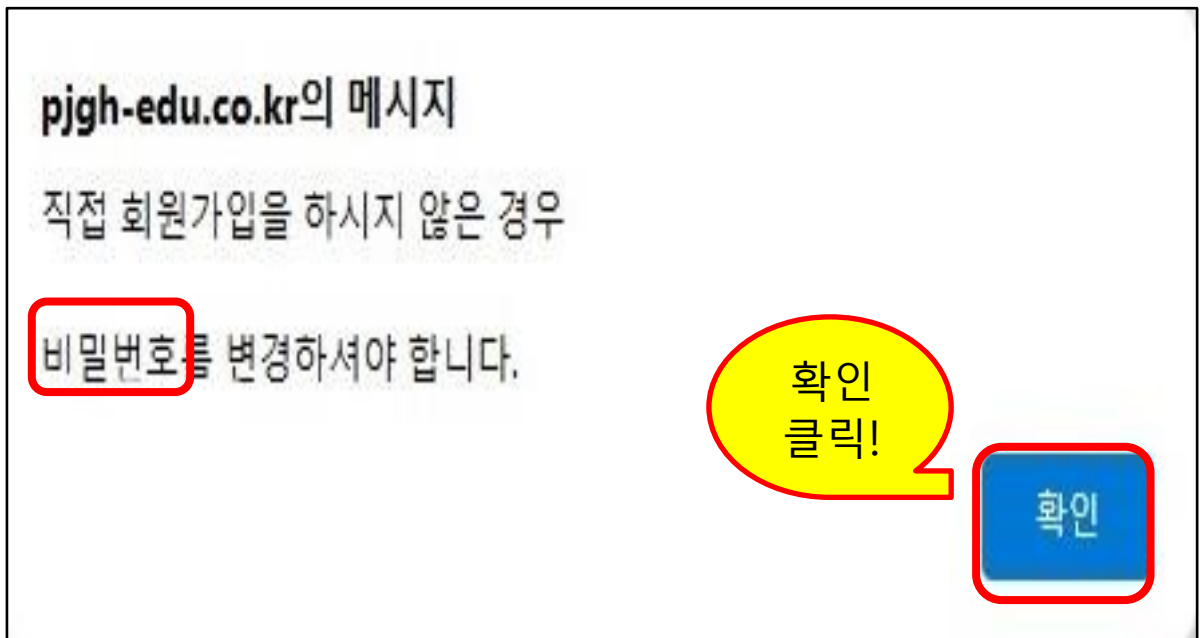 pjgh-edu.co.kr의 메시지
직접 회원가입을 하시지 않은 경우
비밀번호를 변경하셔야 합니다.
확인
클릭!
확인